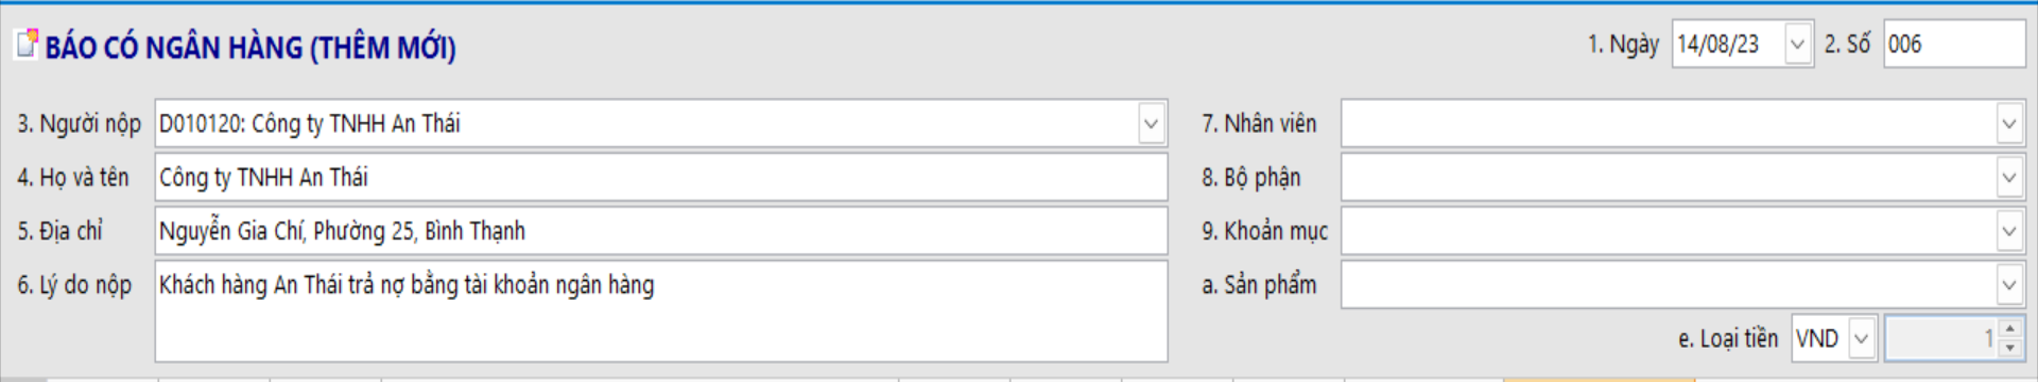 BÁO CÓ NGÂN HÀNG (THÊM MỚI)
1. Ngày 14/08/23 2. Số 006
3. Người nộp D010120: Công ty TNHH An Thái
7. Nhân viên
4. Họ và tên Công ty TNHH An Thái
8. Bộ phận
5. Địa chỉ Nguyễn Gia Chí, Phường 25, Bình Thạnh
9. Khoản mục
6. Lý do nộp Khách hàng An Thái trả nợ bằng tài khoản ngân hàng
a. Sản phẩm
e. Loại tiền VND 1